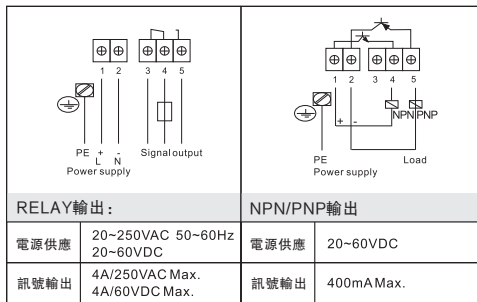 1 2 3 4 5
PE + - Signal output
L N
Power supply
1 2 3 4 5
+ - NPN PNP
PE Load
Power supply
RELAY輸出：
NPN/PNP輸出
電源供應
20~250VAC 50~60Hz
20~60VDC
電源供應
20~60VDC
訊號輸出
4A/250VAC Max.
4A/60VDC Max.
訊號輸出
400mA Max.